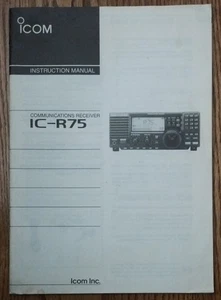 ICOM
INSTRUCTION MANUAL
COMMUNICATIONS RECEIVER
IC-R75
Icom Inc.